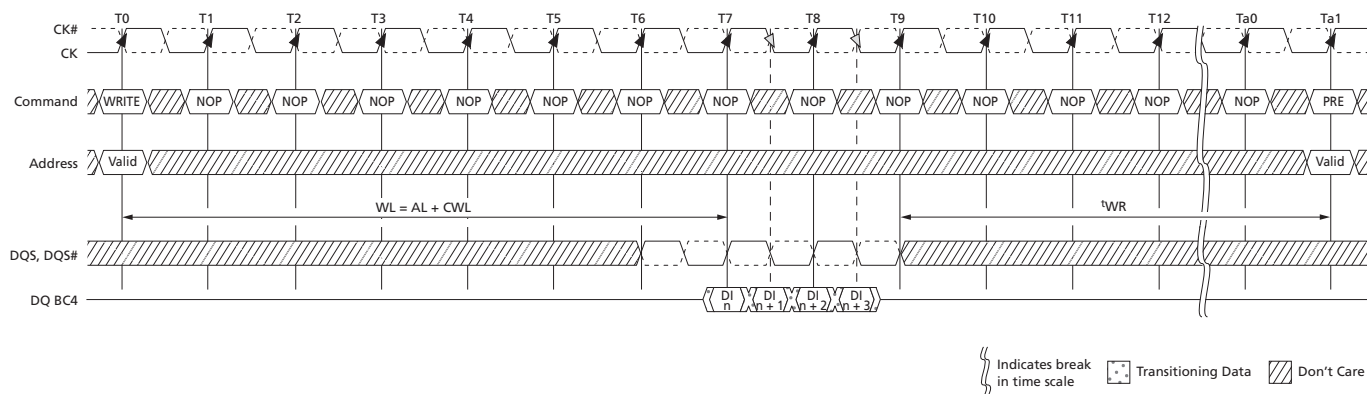 T0 T1 T2 T3 T4 T5 T6 T7 T8 T9 T10 T11 T12 Ta0 Ta1
CK#
CK
Command WRITE NOP NOP NOP NOP NOP NOP NOP NOP NOP NOP NOP NOP NOP PRE
Address Valid Valid
WL = AL + CWL tWR
DQS, DQS#
DQ BC4 DI n DI n + 1 DI n + 2 DI n + 3
Indicates break
in time scale
Transitioning Data
Don't Care